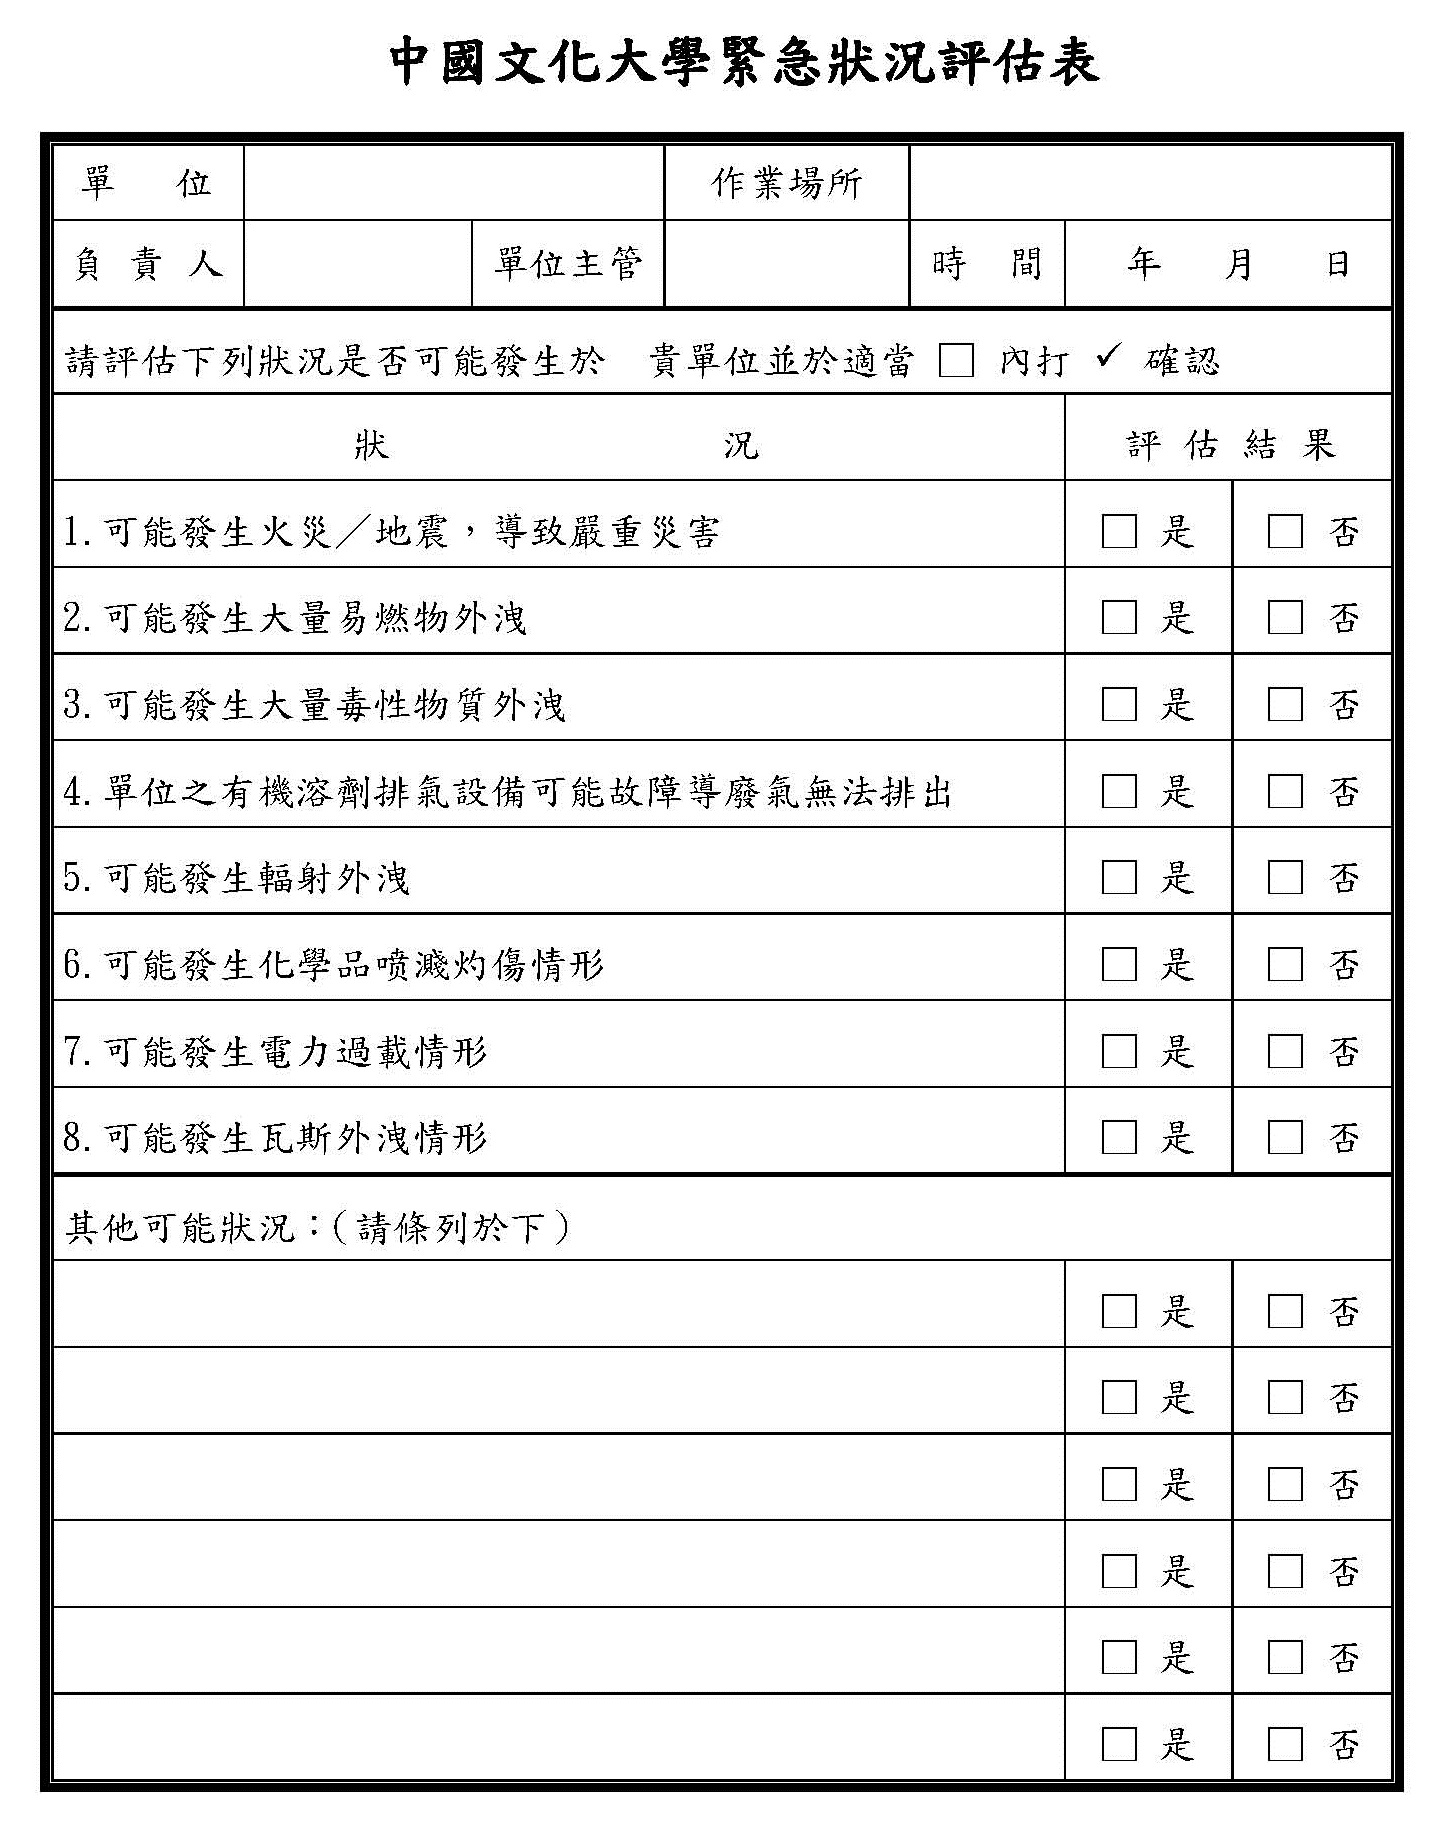 中國文化大學緊急狀況評估表
單位 作業場所
負責人 單位主管 時間 年 月 日
請評估下列狀況是否可能發生於 貴單位並於適當 □ 內打 ✓ 確認
狀況 評估結果
1.可能發生火災／地震，導致嚴重災害 □ 是 □ 否
2.可能發生大量易燃物外洩 □ 是 □ 否
3.可能發生大量毒性物質外洩 □ 是 □ 否
4.單位之有機溶劑排氣設備可能故障導廢氣無法排出 □ 是 □ 否
5.可能發生輻射外洩 □ 是 □ 否
6.可能發生化學品噴濺灼傷情形 □ 是 □ 否
7.可能發生電力過載情形 □ 是 □ 否
8.可能發生瓦斯外洩情形 □ 是 □ 否
其他可能狀況：(請條列於下)
□ 是 □ 否
□ 是 □ 否
□ 是 □ 否
□ 是 □ 否
□ 是 □ 否
□ 是 □ 否